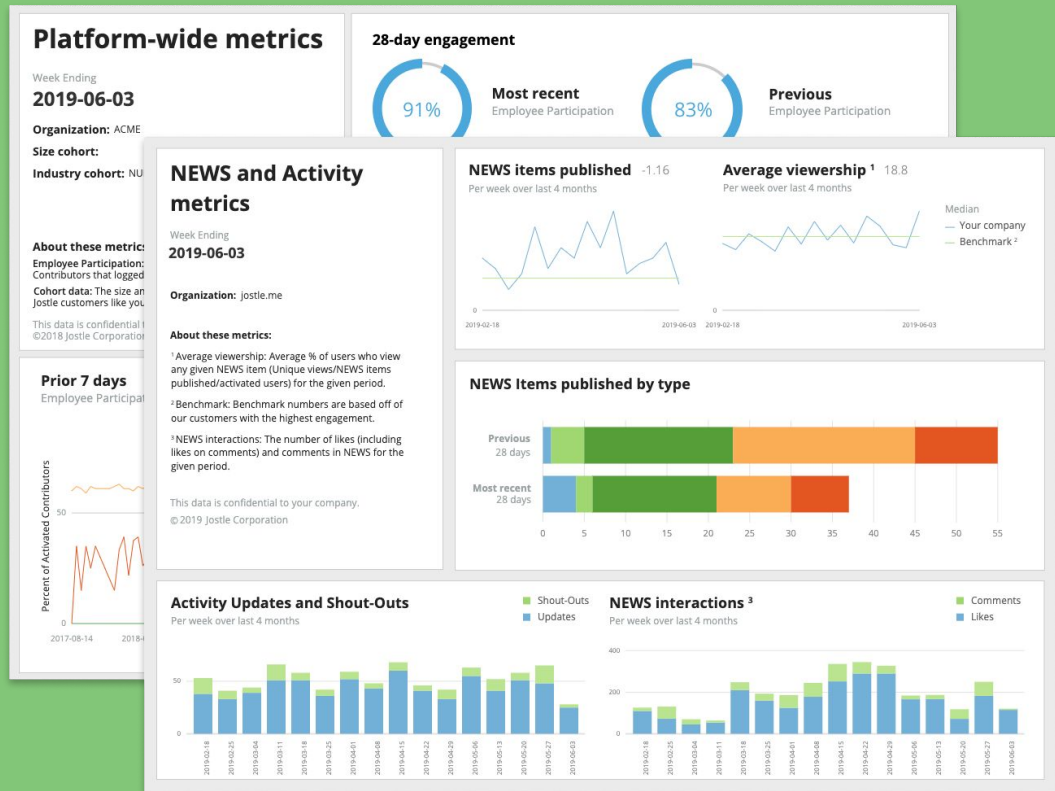 Platform-wide metrics
Week Ending
2019-06-03
Organization: ACME
Size cohort:
Industry cohort: NU
About these metrics
Employee Participation:
Contributors that logged
Cohort data: The size an
Jostle customers like you
This data is confidential
©2018 Jostle Corporation
28-day engagement
91%
Most recent
Employee Participation
83%
Previous
Employee Participation
Prior 7 days
Employee Participat
Percent of Activated Contributors
50
0
2017-08-14
2018-
NEWS and Activity
metrics
Week Ending
2019-06-03
Organization: jostle.me
About these metrics:
¹ Average viewership: Average % of users who view
any given NEWS item (Unique views/NEWS items
published/activated users) for the given period.
² Benchmark: Benchmark numbers are based off of
our customers with the highest engagement.
³ NEWS interactions: The number of likes (including
likes on comments) and comments in NEWS for the
given period.
This data is confidential to your company.
© 2019 Jostle Corporation
NEWS items published -1.16
Per week over last 4 months
0
2019-02-18 2019-06-03
Average viewership ¹ 18.8
Per week over last 4 months
0
2019-02-18 2019-06-03
Median
Your company
Benchmark ²
NEWS Items published by type
Previous
28 days
Most recent
28 days
0 5 10 15 20 25 30 35 40 45 50 55
Activity Updates and Shout-Outs
Per week over last 4 months
Shout-Outs
Updates
50
0
2019-02-18
2019-02-25
2019-03-04
2019-03-11
2019-03-18
2019-03-25
2019-04-01
2019-04-08
2019-04-15
2019-04-22
2019-04-29
2019-05-06
2019-05-13
2019-05-20
2019-05-27
2019-06-03
NEWS interactions ³
Per week over last 4 months
Comments
Likes
400
200
0
2019-02-18
2019-02-25
2019-03-04
2019-03-11
2019-03-18
2019-03-25
2019-04-01
2019-04-08
2019-04-15
2019-04-22
2019-04-29
2019-05-06
2019-05-13
2019-05-20
2019-05-27
2019-06-03